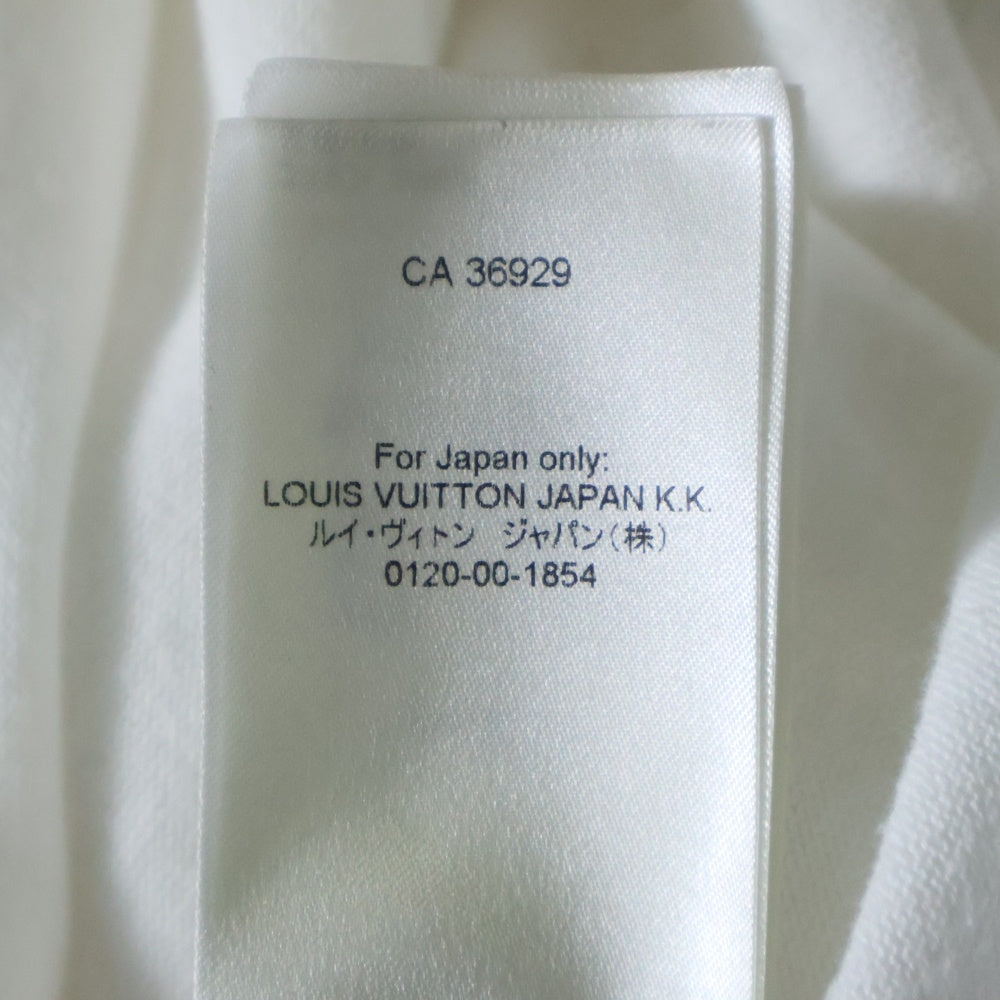 CA 36929
For Japan only:
LOUIS VUITTON JAPAN K.K.
ルイ・ヴィトン　ジャパン(株)
0120-00-1854